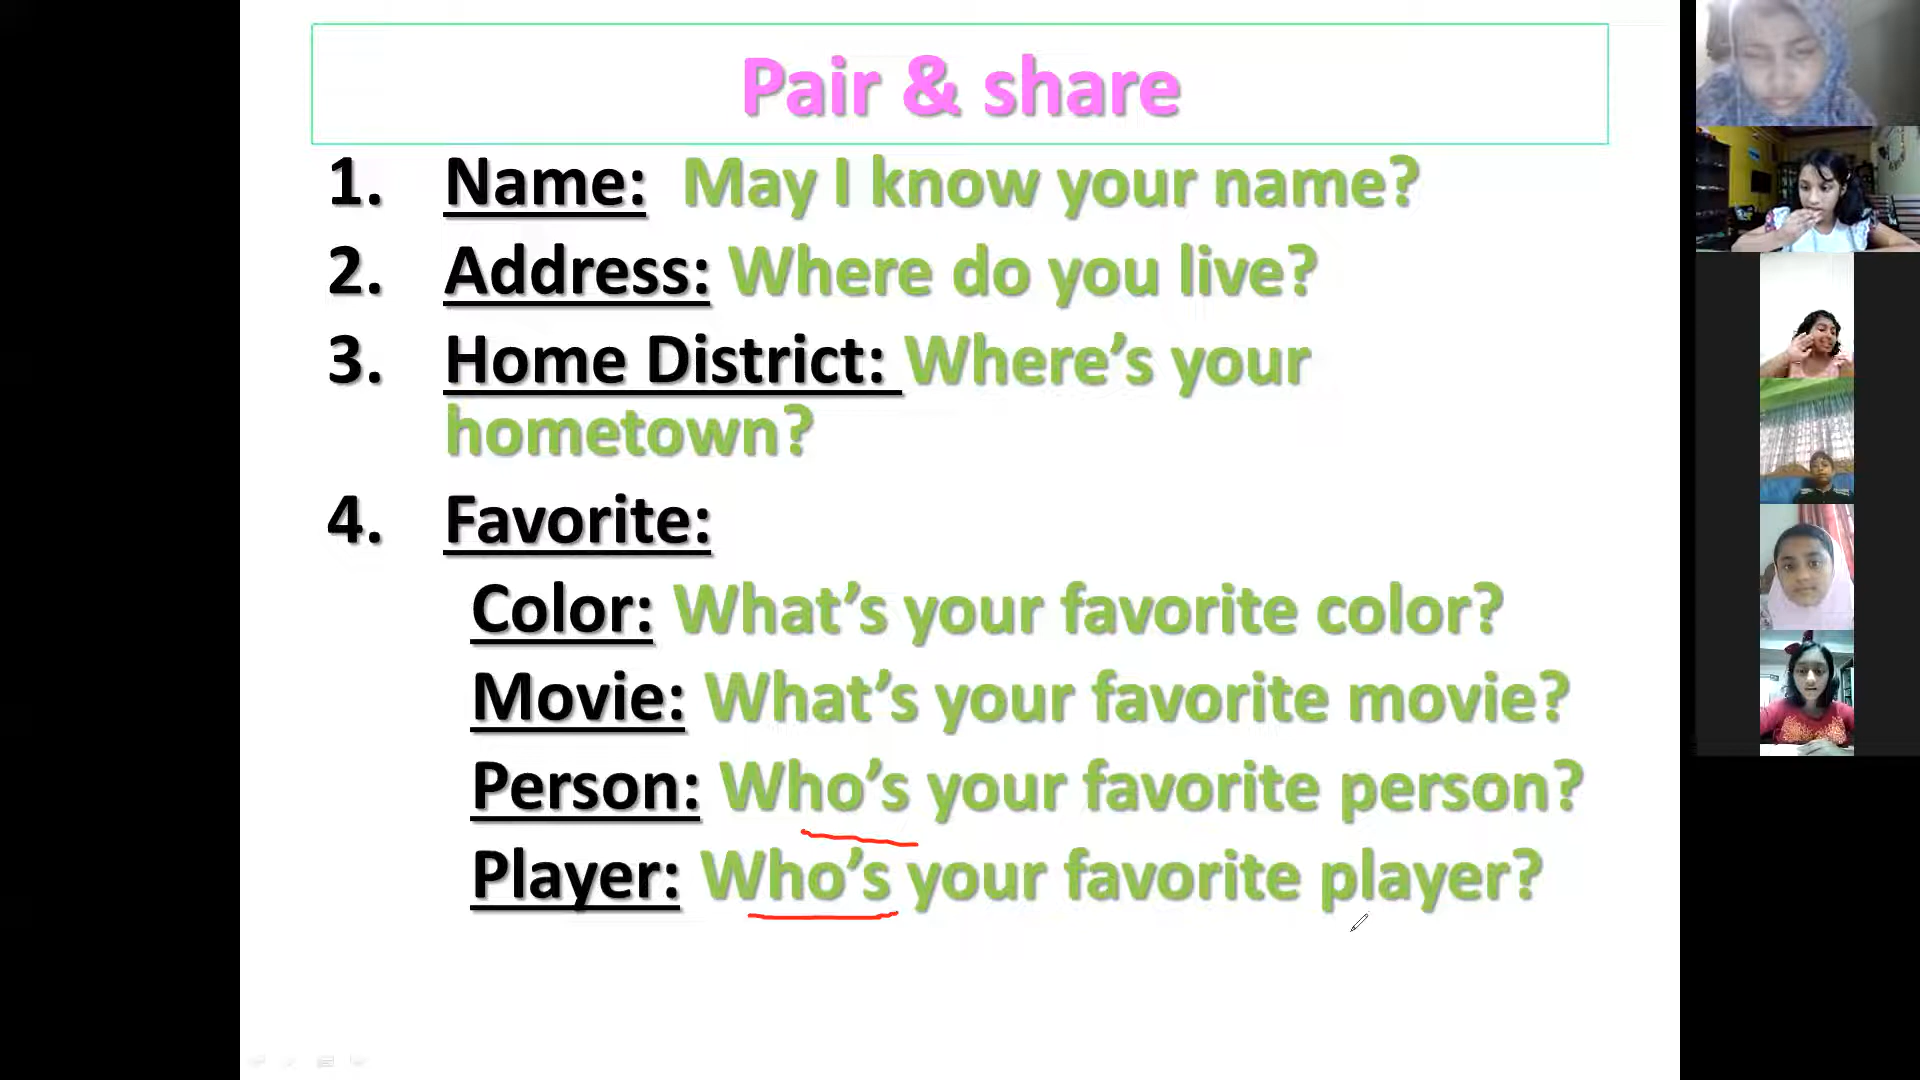 Pair & share
1. Name: May I know your name?
2. Address: Where do you live?
3. Home District: Where’s your
hometown?
4. Favorite:
Color: What’s your favorite color?
Movie: What’s your favorite movie?
Person: Who’s your favorite person?
Player: Who’s your favorite player?